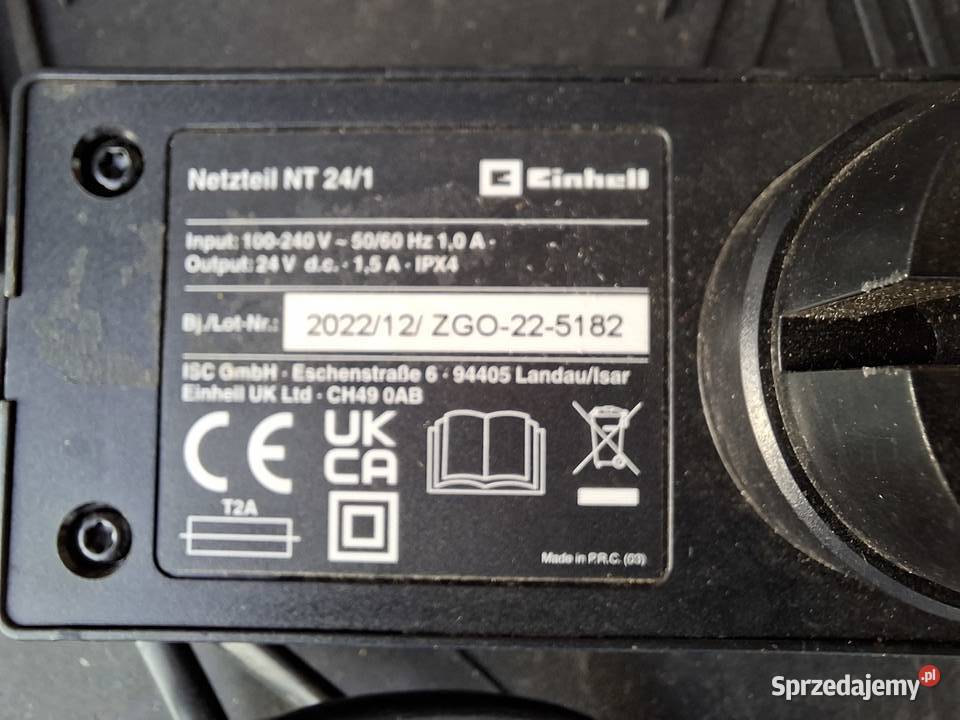 Netzteil NT 24/1
Einhell
Input: 100-240 V ~ 50/60 Hz 1,0 A ·
Output: 24 V d.c. · 1,5 A · IPX4
Bj./Lot-Nr.: 2022/12/ ZGO-22-5182
ISC GmbH · Eschenstraße 6 · 94405 Landau/Isar
Einhell UK Ltd · CH49 0AB
CE
UK
CA
T2A
Made in P.R.C. (03)
Sprzedajemy.pl